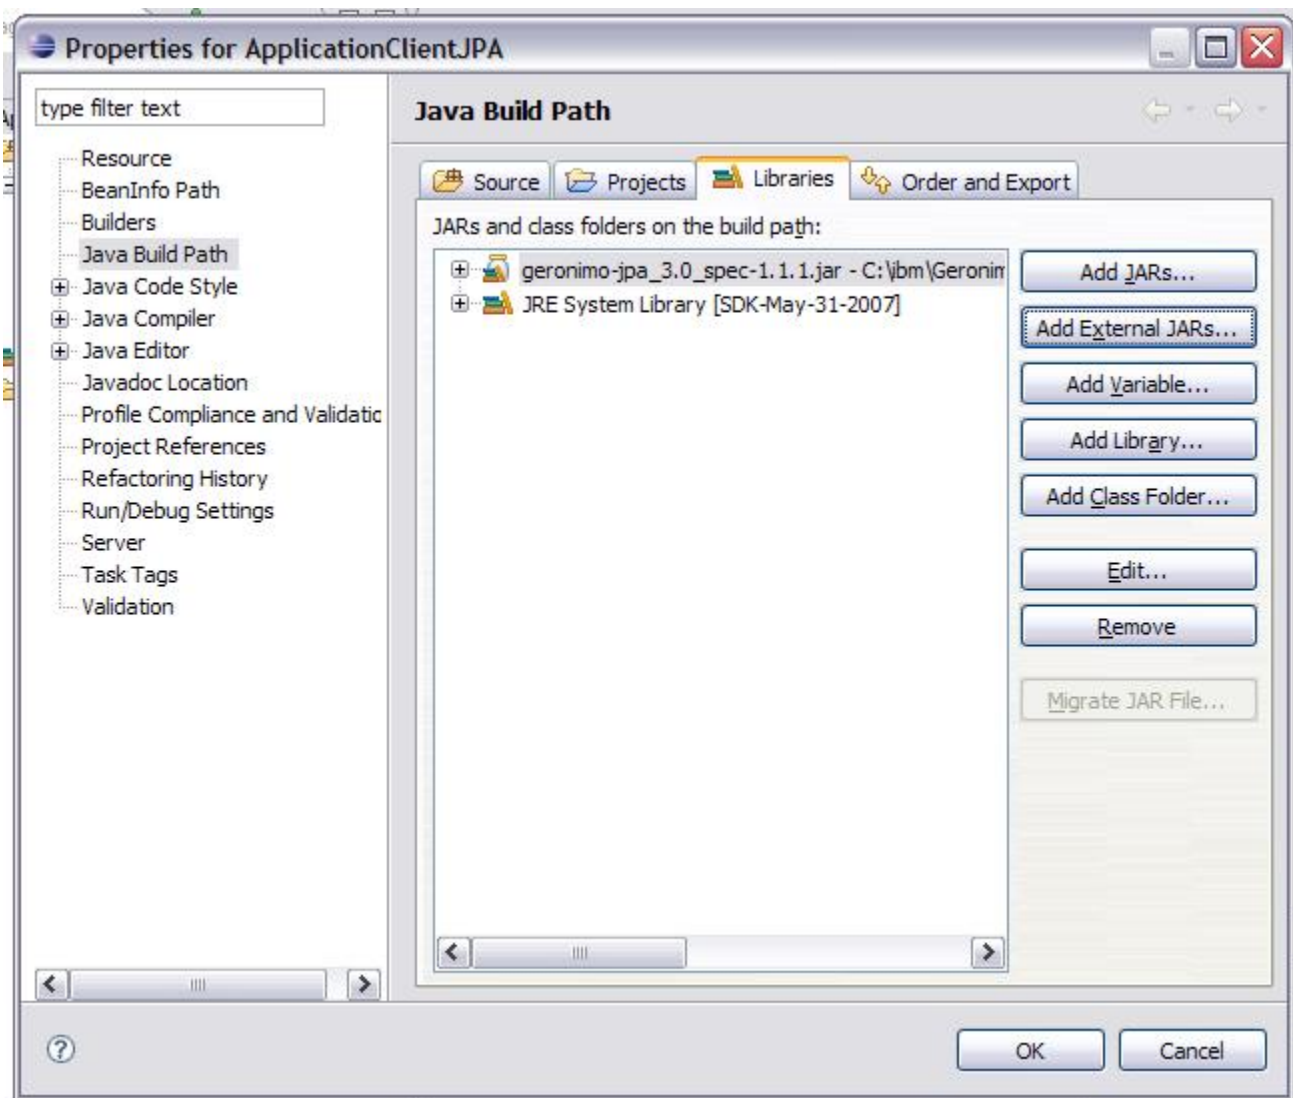 Properties for ApplicationClientJPA
type filter text
Java Build Path
Resource
BeanInfo Path
Builders
Java Build Path
Java Code Style
Java Compiler
Java Editor
Javadoc Location
Profile Compliance and Validatio
Project References
Refactoring History
Run/Debug Settings
Server
Task Tags
Validation
Source
Projects
Libraries
Order and Export
JARs and class folders on the build path:
geronimo-jpa_3.0_spec-1.1.1.jar - C:\ibm\Geronim
JRE System Library [SDK-May-31-2007]
Add JARs...
Add External JARs...
Add Variable...
Add Library...
Add Class Folder...
Edit...
Remove
Migrate JAR File...
OK
Cancel